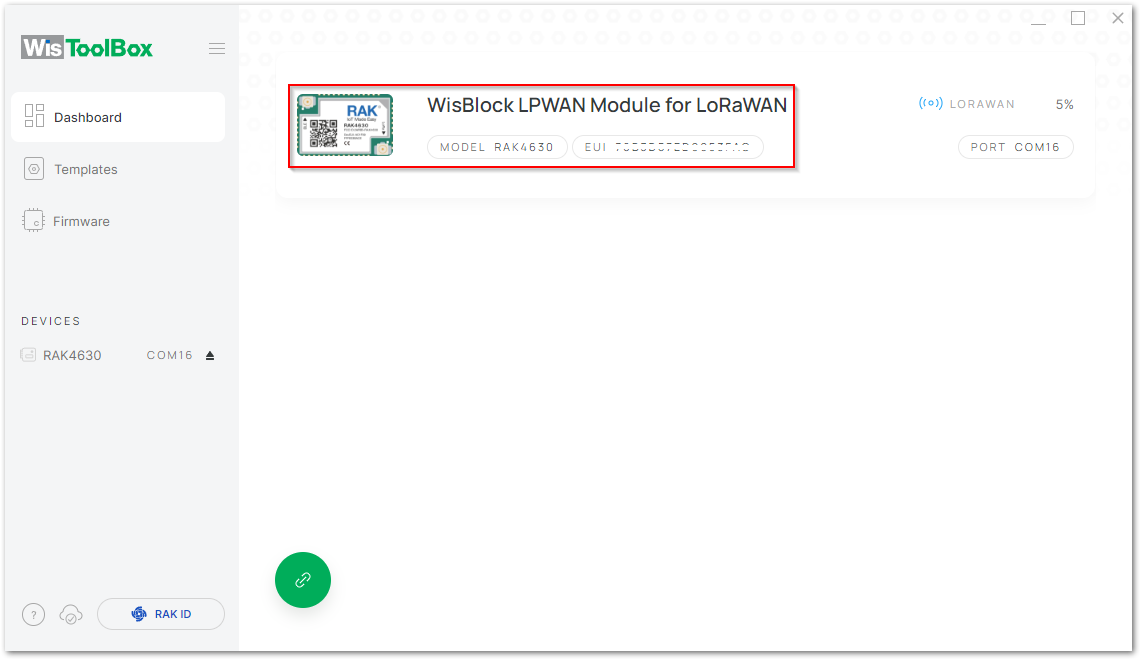 WisToolBox
Dashboard
Templates
Firmware
DEVICES
RAK4630 COM16
? RAK ID
RAK
IoT Made Easy
RAK4630
WisBlock LPWAN Module for LoRaWAN
MODEL RAK4630 EUI
LORAWAN 5%
PORT COM16